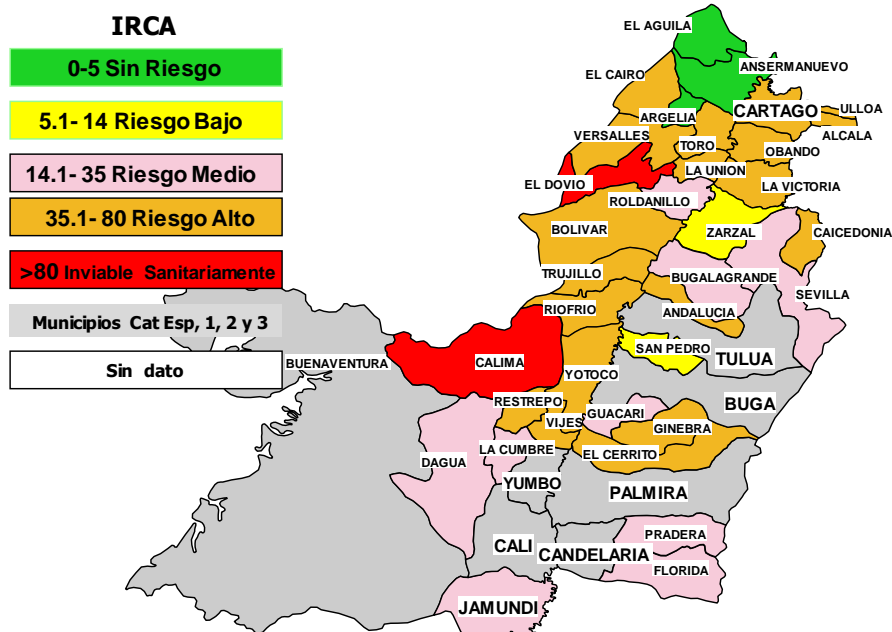 IRCA
0-5 Sin Riesgo
5.1- 14 Riesgo Bajo
14.1- 35 Riesgo Medio
35.1- 80 Riesgo Alto
>80 Inviable Sanitariamente
Municipios Cat Esp, 1, 2 y 3
Sin dato
EL AGUILA
ANSERMANUEVO
EL CAIRO
CARTAGO
ULLOA
ARGELIA
ALCALA
VERSALLES
TORO
OBANDO
LA UNION
EL DOVIO
LA VICTORIA
ROLDANILLO
BOLIVAR
ZARZAL
CAICEDONIA
TRUJILLO
BUGALAGRANDE
SEVILLA
RIOFRIO
ANDALUCIA
SAN PEDRO
TULUA
BUENAVENTURA
CALIMA
YOTOCO
RESTREPO
GUACARI
BUGA
VIJES
GINEBRA
LA CUMBRE
EL CERRITO
DAGUA
YUMBO
PALMIRA
PRADERA
CALI
CANDELARIA
FLORIDA
JAMUNDI